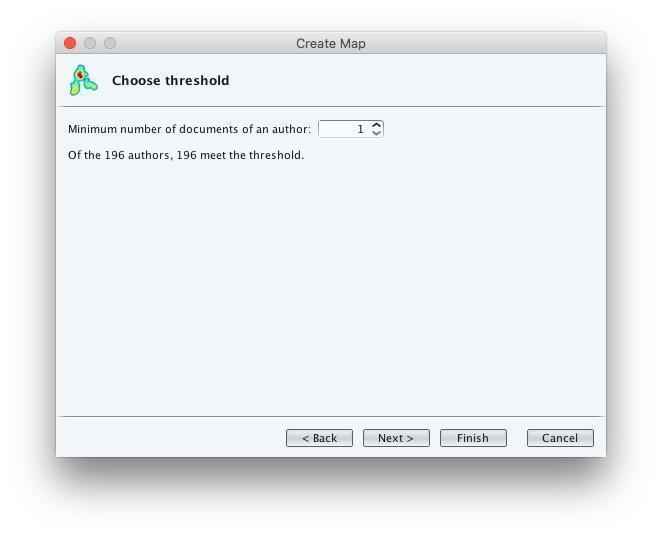 Create Map
Choose threshold
Minimum number of documents of an author: 1
Of the 196 authors, 196 meet the threshold.
< Back Next > Finish Cancel